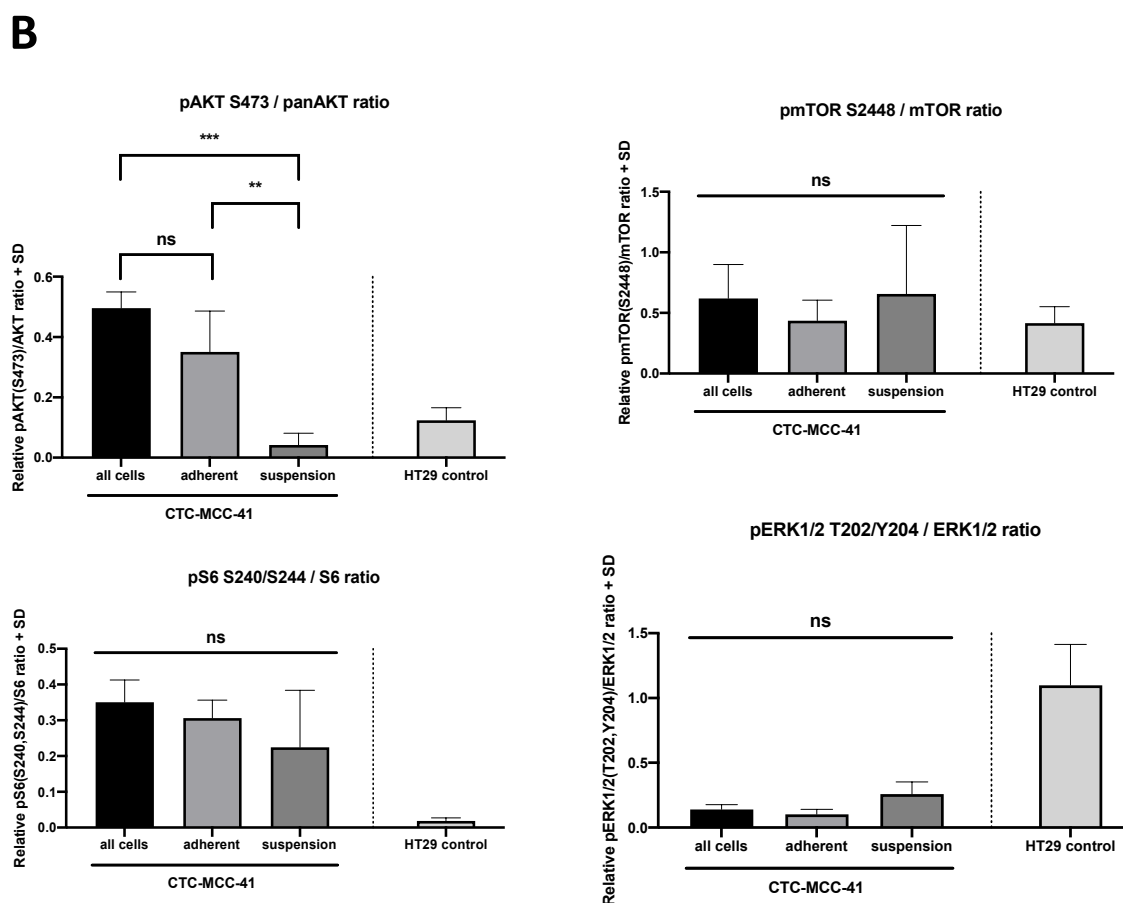 B
pAKT S473 / panAKT ratio
***
**
ns
Relative pAKT(S473)/AKT ratio + SD
0.6
0.4
0.2
0.0
all cells adherent suspension HT29 control
CTC-MCC-41
pmTOR S2448 / mTOR ratio
ns
Relative pmTOR(S2448)/mTOR ratio + SD
1.5
1.0
0.5
0.0
all cells adherent suspension HT29 control
CTC-MCC-41
pS6 S240/S244 / S6 ratio
ns
Relative pS6(S240,S244)/S6 ratio + SD
0.5
0.4
0.3
0.2
0.1
0.0
all cells adherent suspension HT29 control
CTC-MCC-41
pERK1/2 T202/Y204 / ERK1/2 ratio
ns
Relative pERK1/2(T202,Y204)/ERK1/2 ratio + SD
1.5
1.0
0.5
0.0
all cells adherent suspension HT29 control
CTC-MCC-41